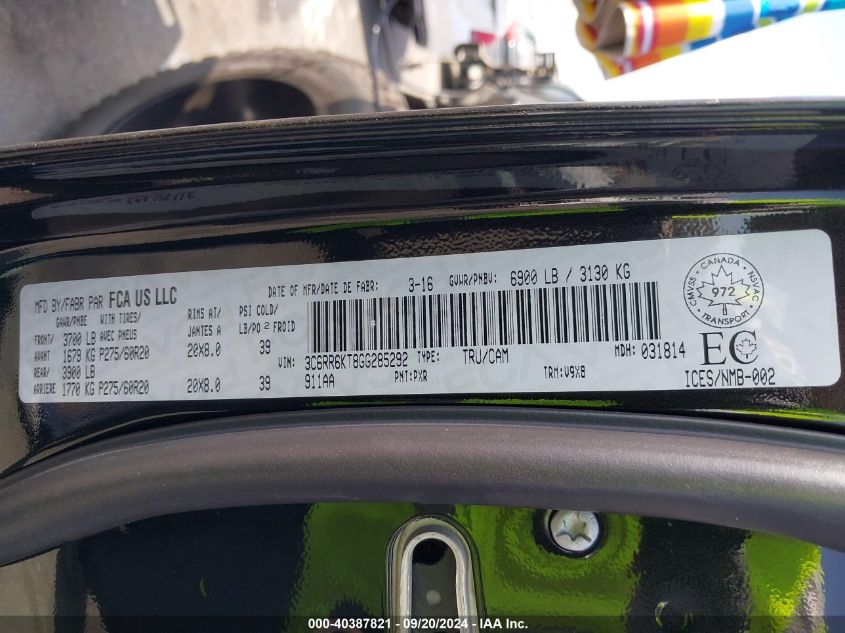 MFD BY/FABR PAR FCA US LLC
DATE OF MFR/DATE DE FABR: 3-16 GVWR/PNBV: 6900 LB / 3130 KG
GAWR/PNBE WITH TIRES/ RIMS AT/ PSI COLD/
AVEC PNEUS JANTES A LB/PO 2 FROID
FRONT/ 3700 LB
AVANT 1679 KG P275/60R20 20X8.0 39
REAR/ 3900 LB
ARRIERE 1770 KG P275/60R20 20X8.0 39
VIN: 3C6RR6KT8GG285292 TYPE: TRU/CAM MDH: 031814
911AA PNT:PXR TRM:V9X8
CANADA
CMVSS NSVAC
972
TRANSPORT
EC
ICES/NMB-002
000-40387821 - 09/20/2024 - IAA Inc.